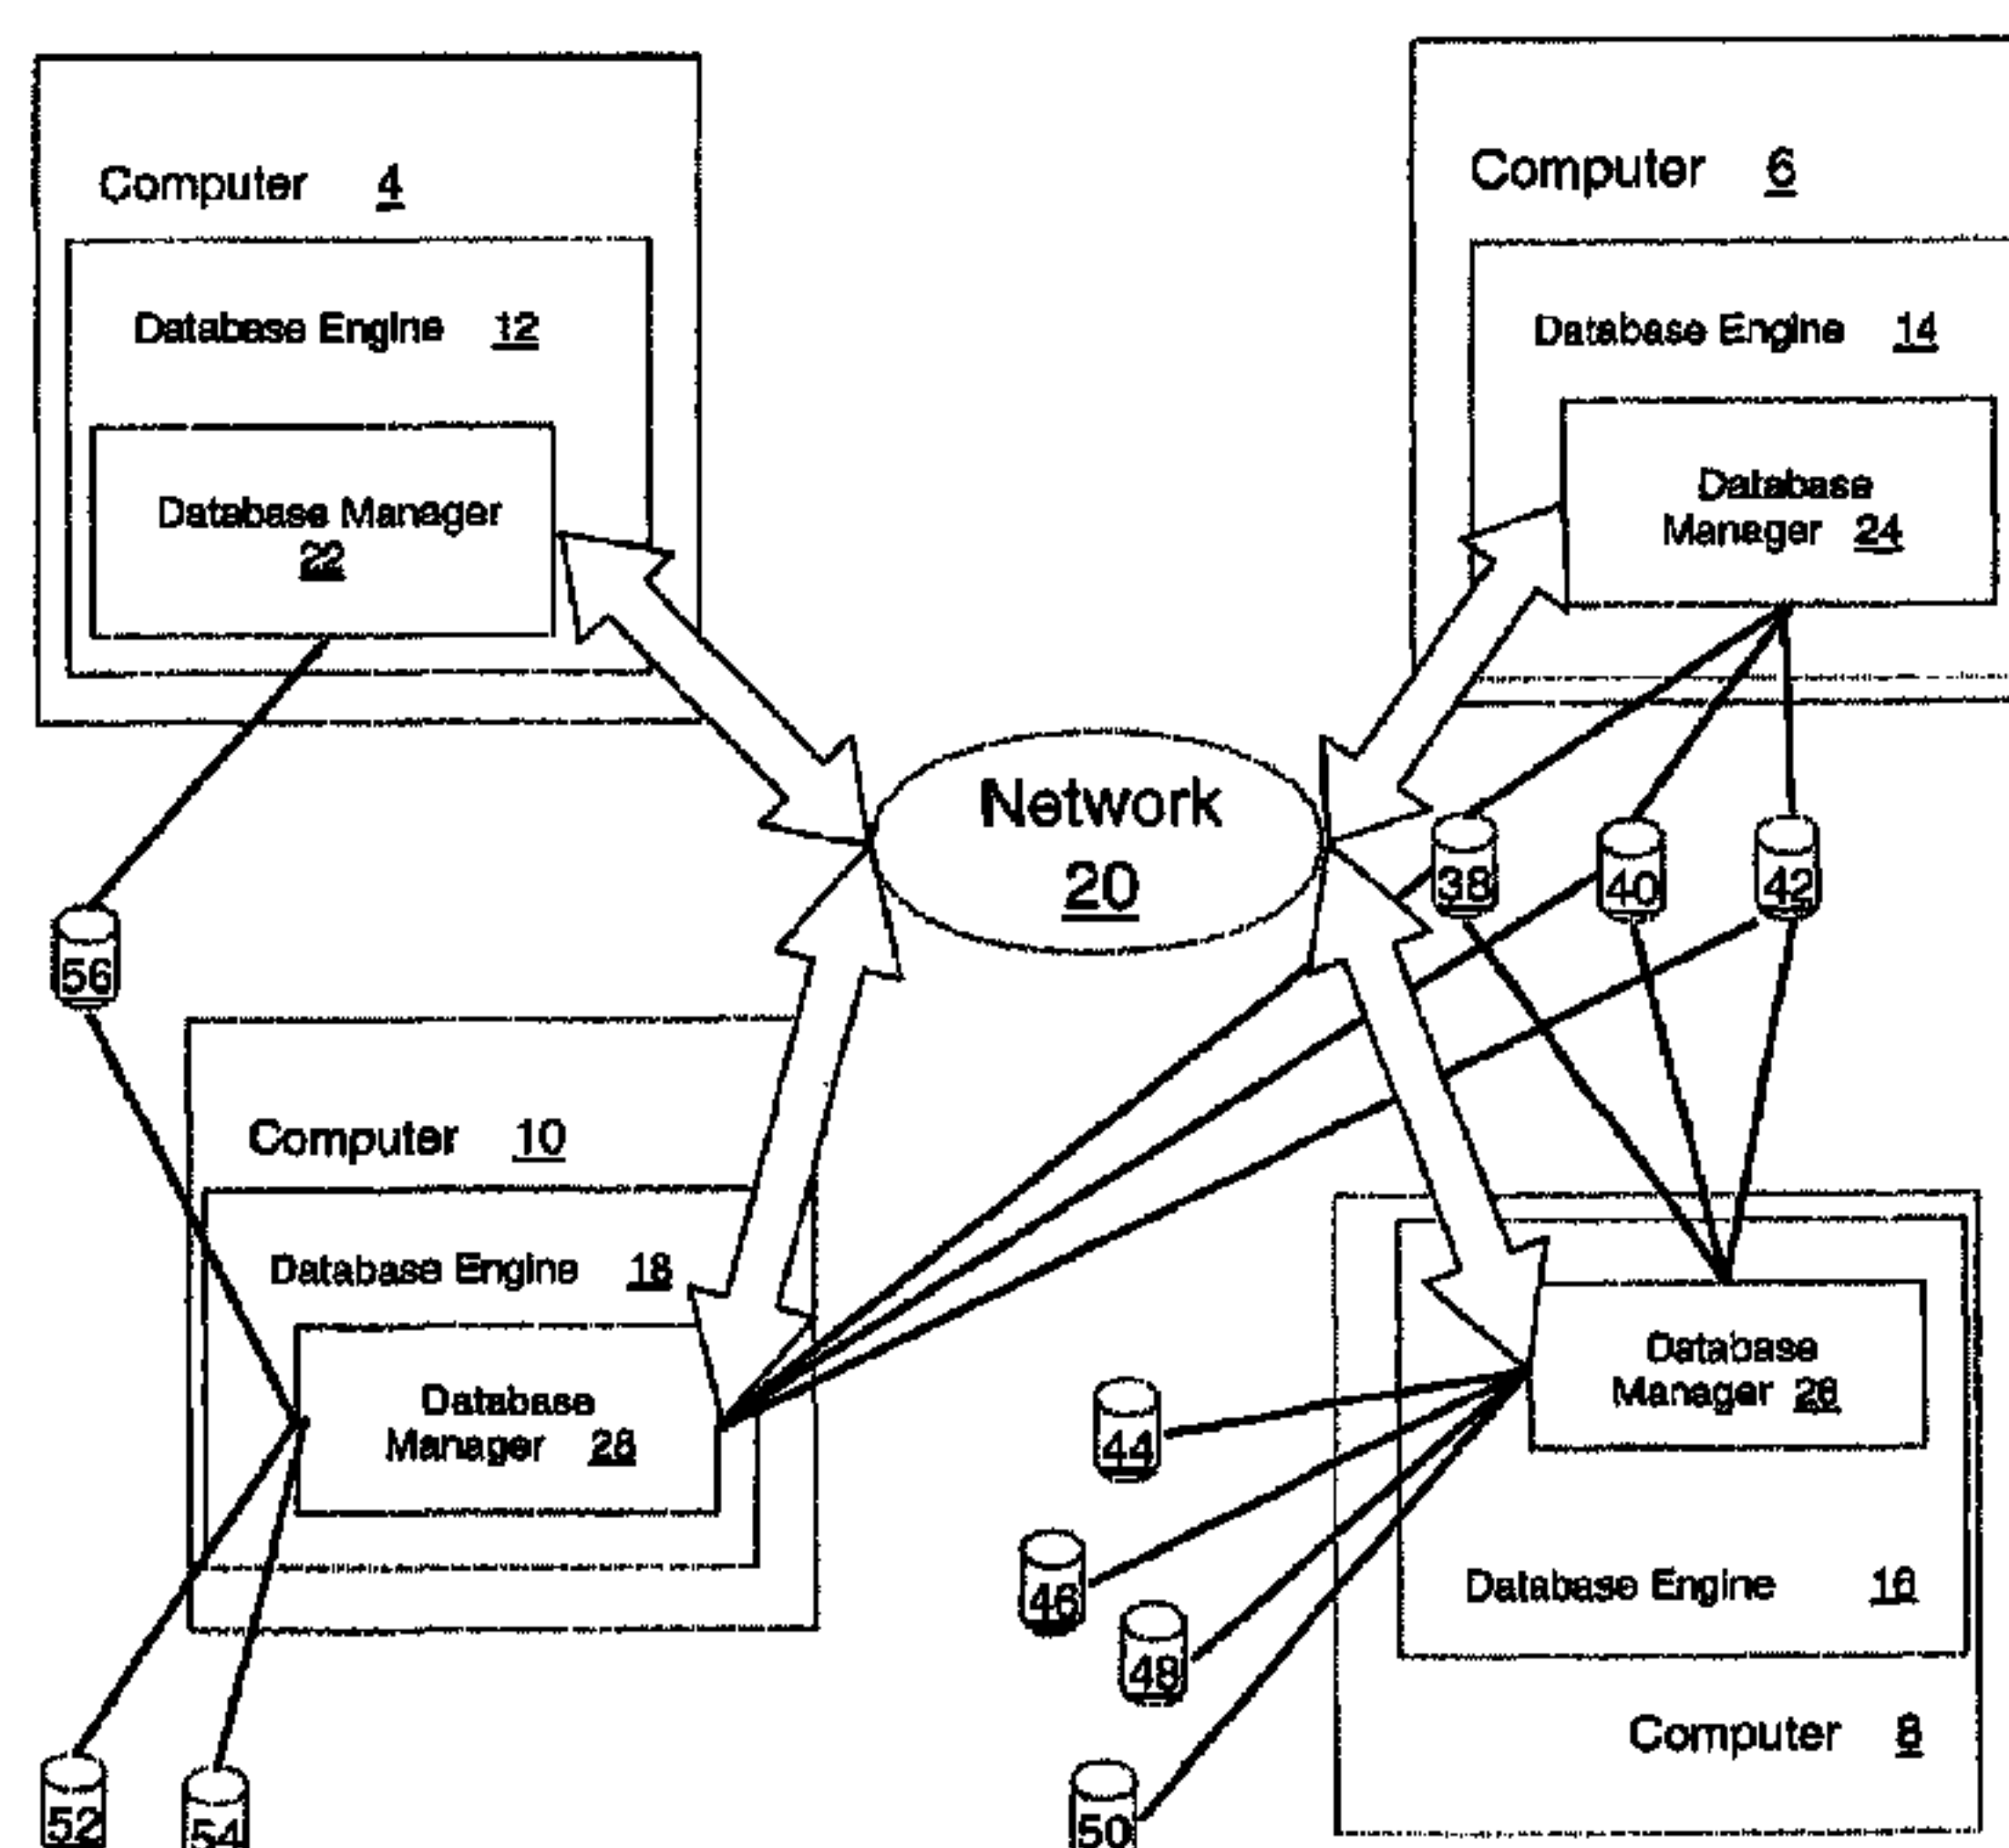 Computer 4
Database Engine 12
Database Manager
22
Computer 6
Database Engine 14
Database
Manager 24
Network
20
38
40
42
56
Computer 10
Database Engine 18
Database
Manager 28
Database
Manager 26
Database Engine 16
Computer 8
44
46
48
50
52
54